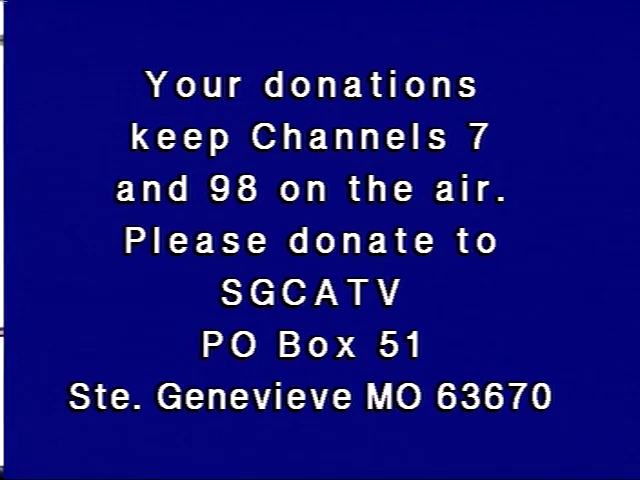 Your donations
keep Channels 7
and 98 on the air.
Please donate to
SGCATV
PO Box 51
Ste. Genevieve MO 63670